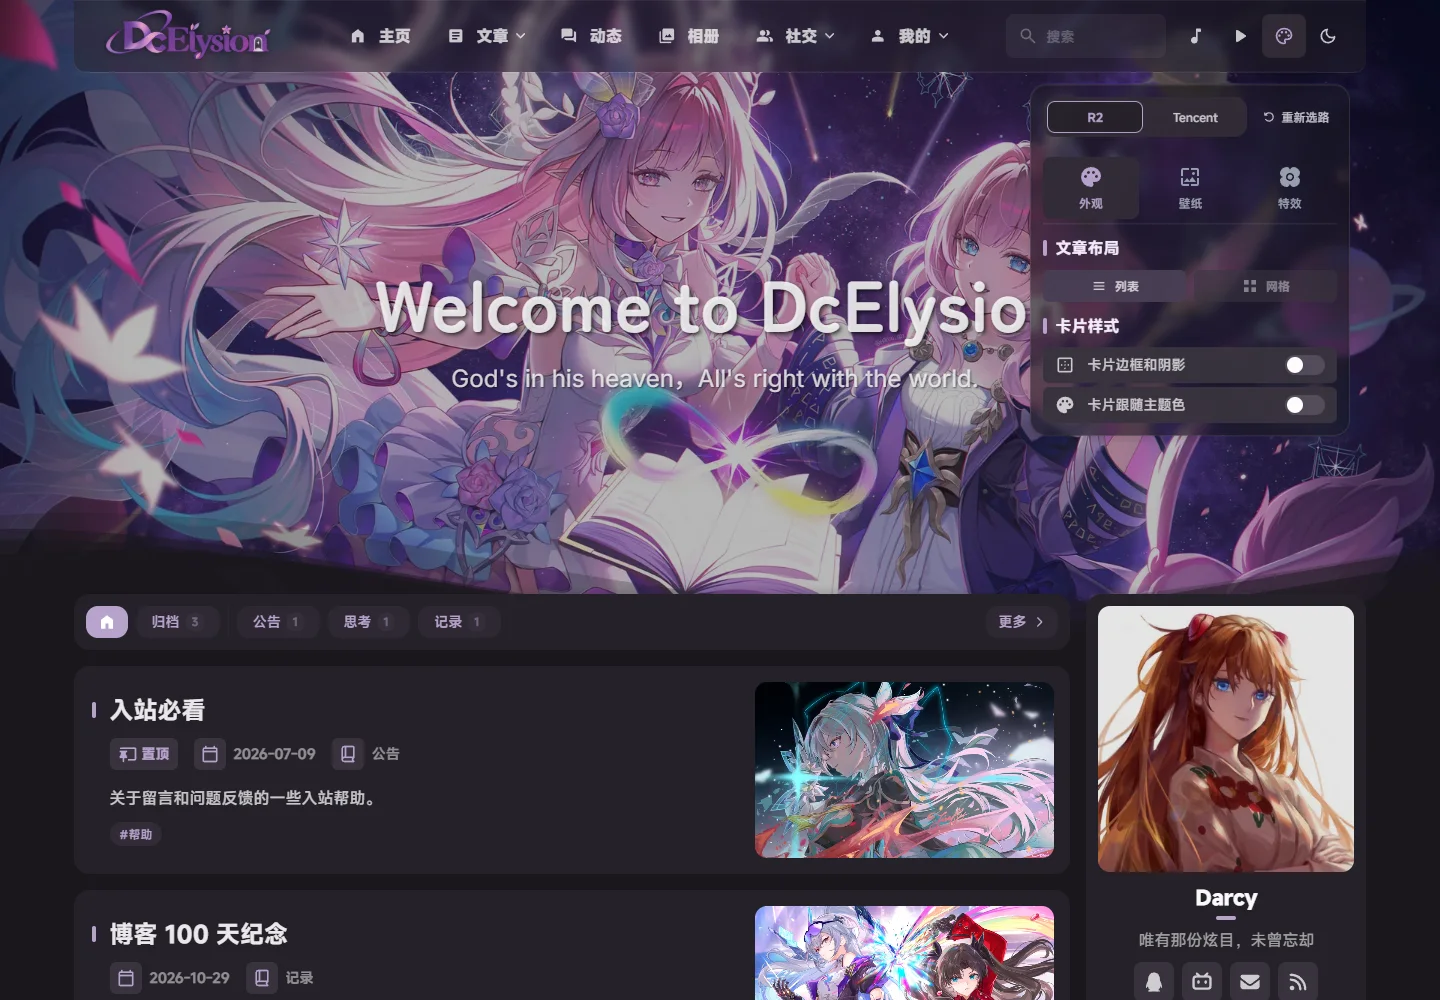 DcElysion
主页
文章
动态
相册
社交
我的
搜索
R2
Tencent
重新选路
外观
壁纸
特效
文章布局
列表
网格
卡片样式
卡片边框和阴影
卡片跟随主题色
Welcome to DcElysio
God's in his heaven，All's right with the world.
归档 3
公告 1
思考 1
记录 1
更多
入站必看
置顶 2026-07-09 公告
关于留言和问题反馈的一些入站帮助。
#帮助
博客 100 天纪念
2026-10-29 记录
Darcy
唯有那份炫目，未曾忘却